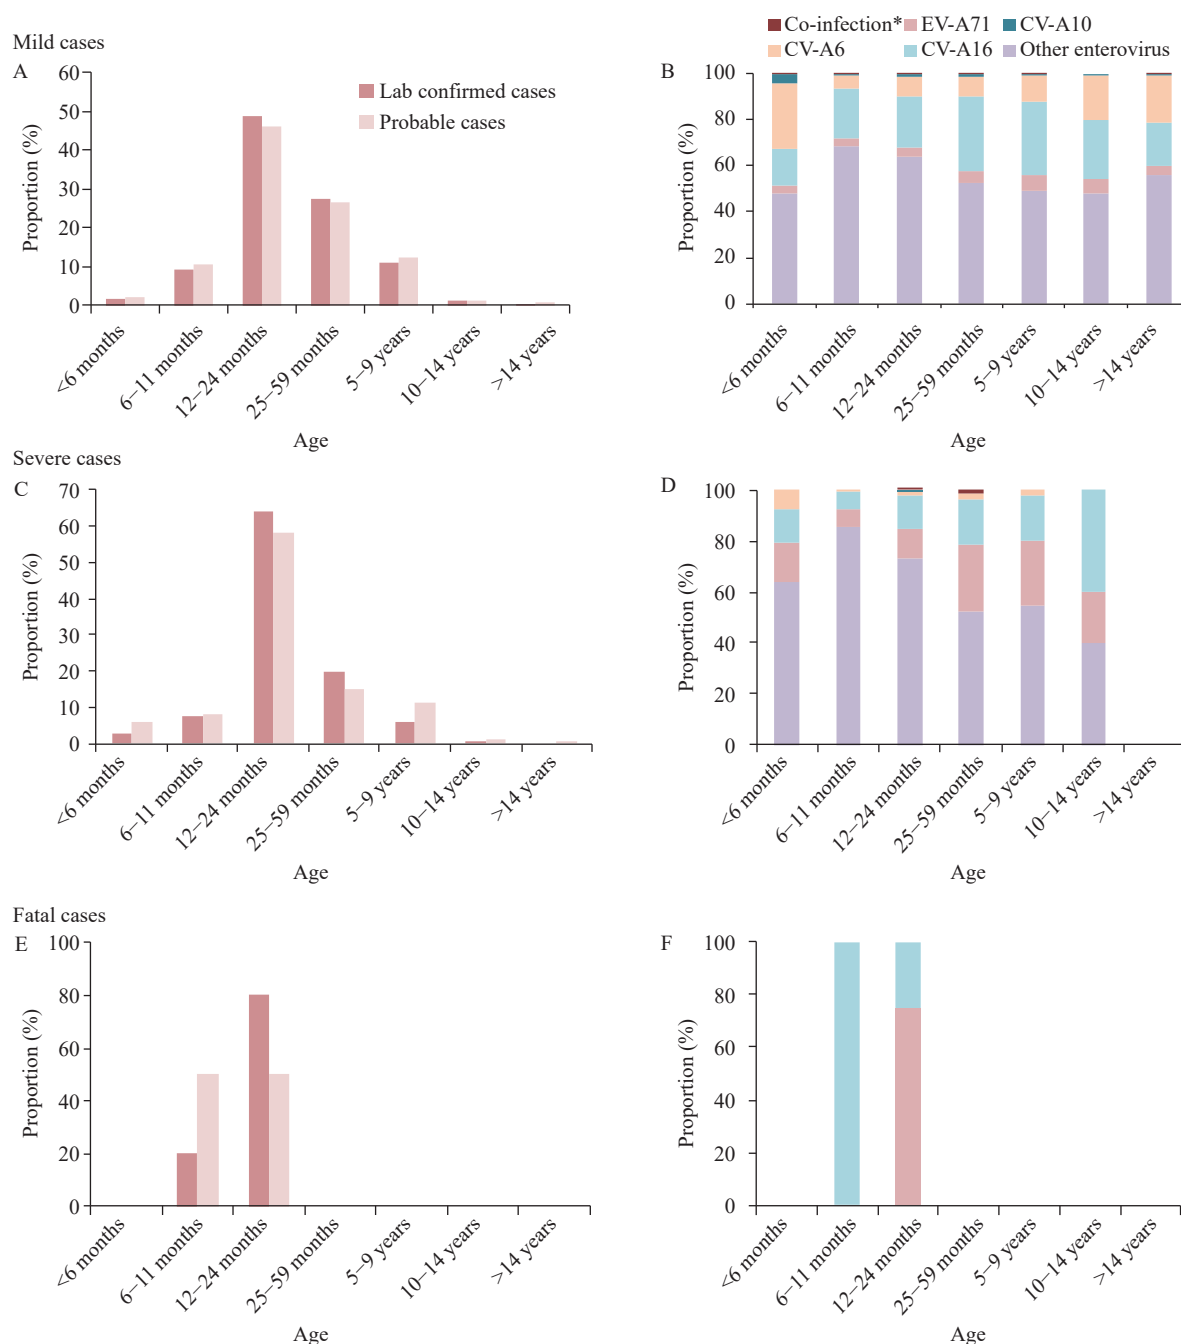 Co-infection* EV-A71 CV-A10
CV-A6 CV-A16 Other enterovirus
Mild cases
A
Proportion (%)
60
50
40
30
20
10
0
Lab confirmed cases
Probable cases
<6 months
6–11 months
12–24 month
25–59 months
5–9 years
10–14 years
>14 years
Age
B
Proportion (%)
100
80
60
40
20
0
<6 months
6–11 months
12–24 month
25–59 months
5–9 years
10–14 years
>14 years
Age
Severe cases
C
Proportion (%)
70
60
50
40
30
20
10
0
<6 months
6–11 months
12–24 month
25–59 months
5–9 years
10–14 years
>14 years
Age
D
Proportion (%)
100
80
60
40
20
0
<6 months
6–11 months
12–24 month
25–59 months
5–9 years
10–14 years
>14 years
Age
Fatal cases
E
Proportion (%)
100
80
60
40
20
0
<6 months
6–11 months
12–24 months
25–59 months
5–9 years
10–14 years
>14 years
Age
F
Proportion (%)
100
80
60
40
20
0
<6 months
6–11 months
12–24 months
25–59 months
5–9 years
10–14 years
>14 years
Age